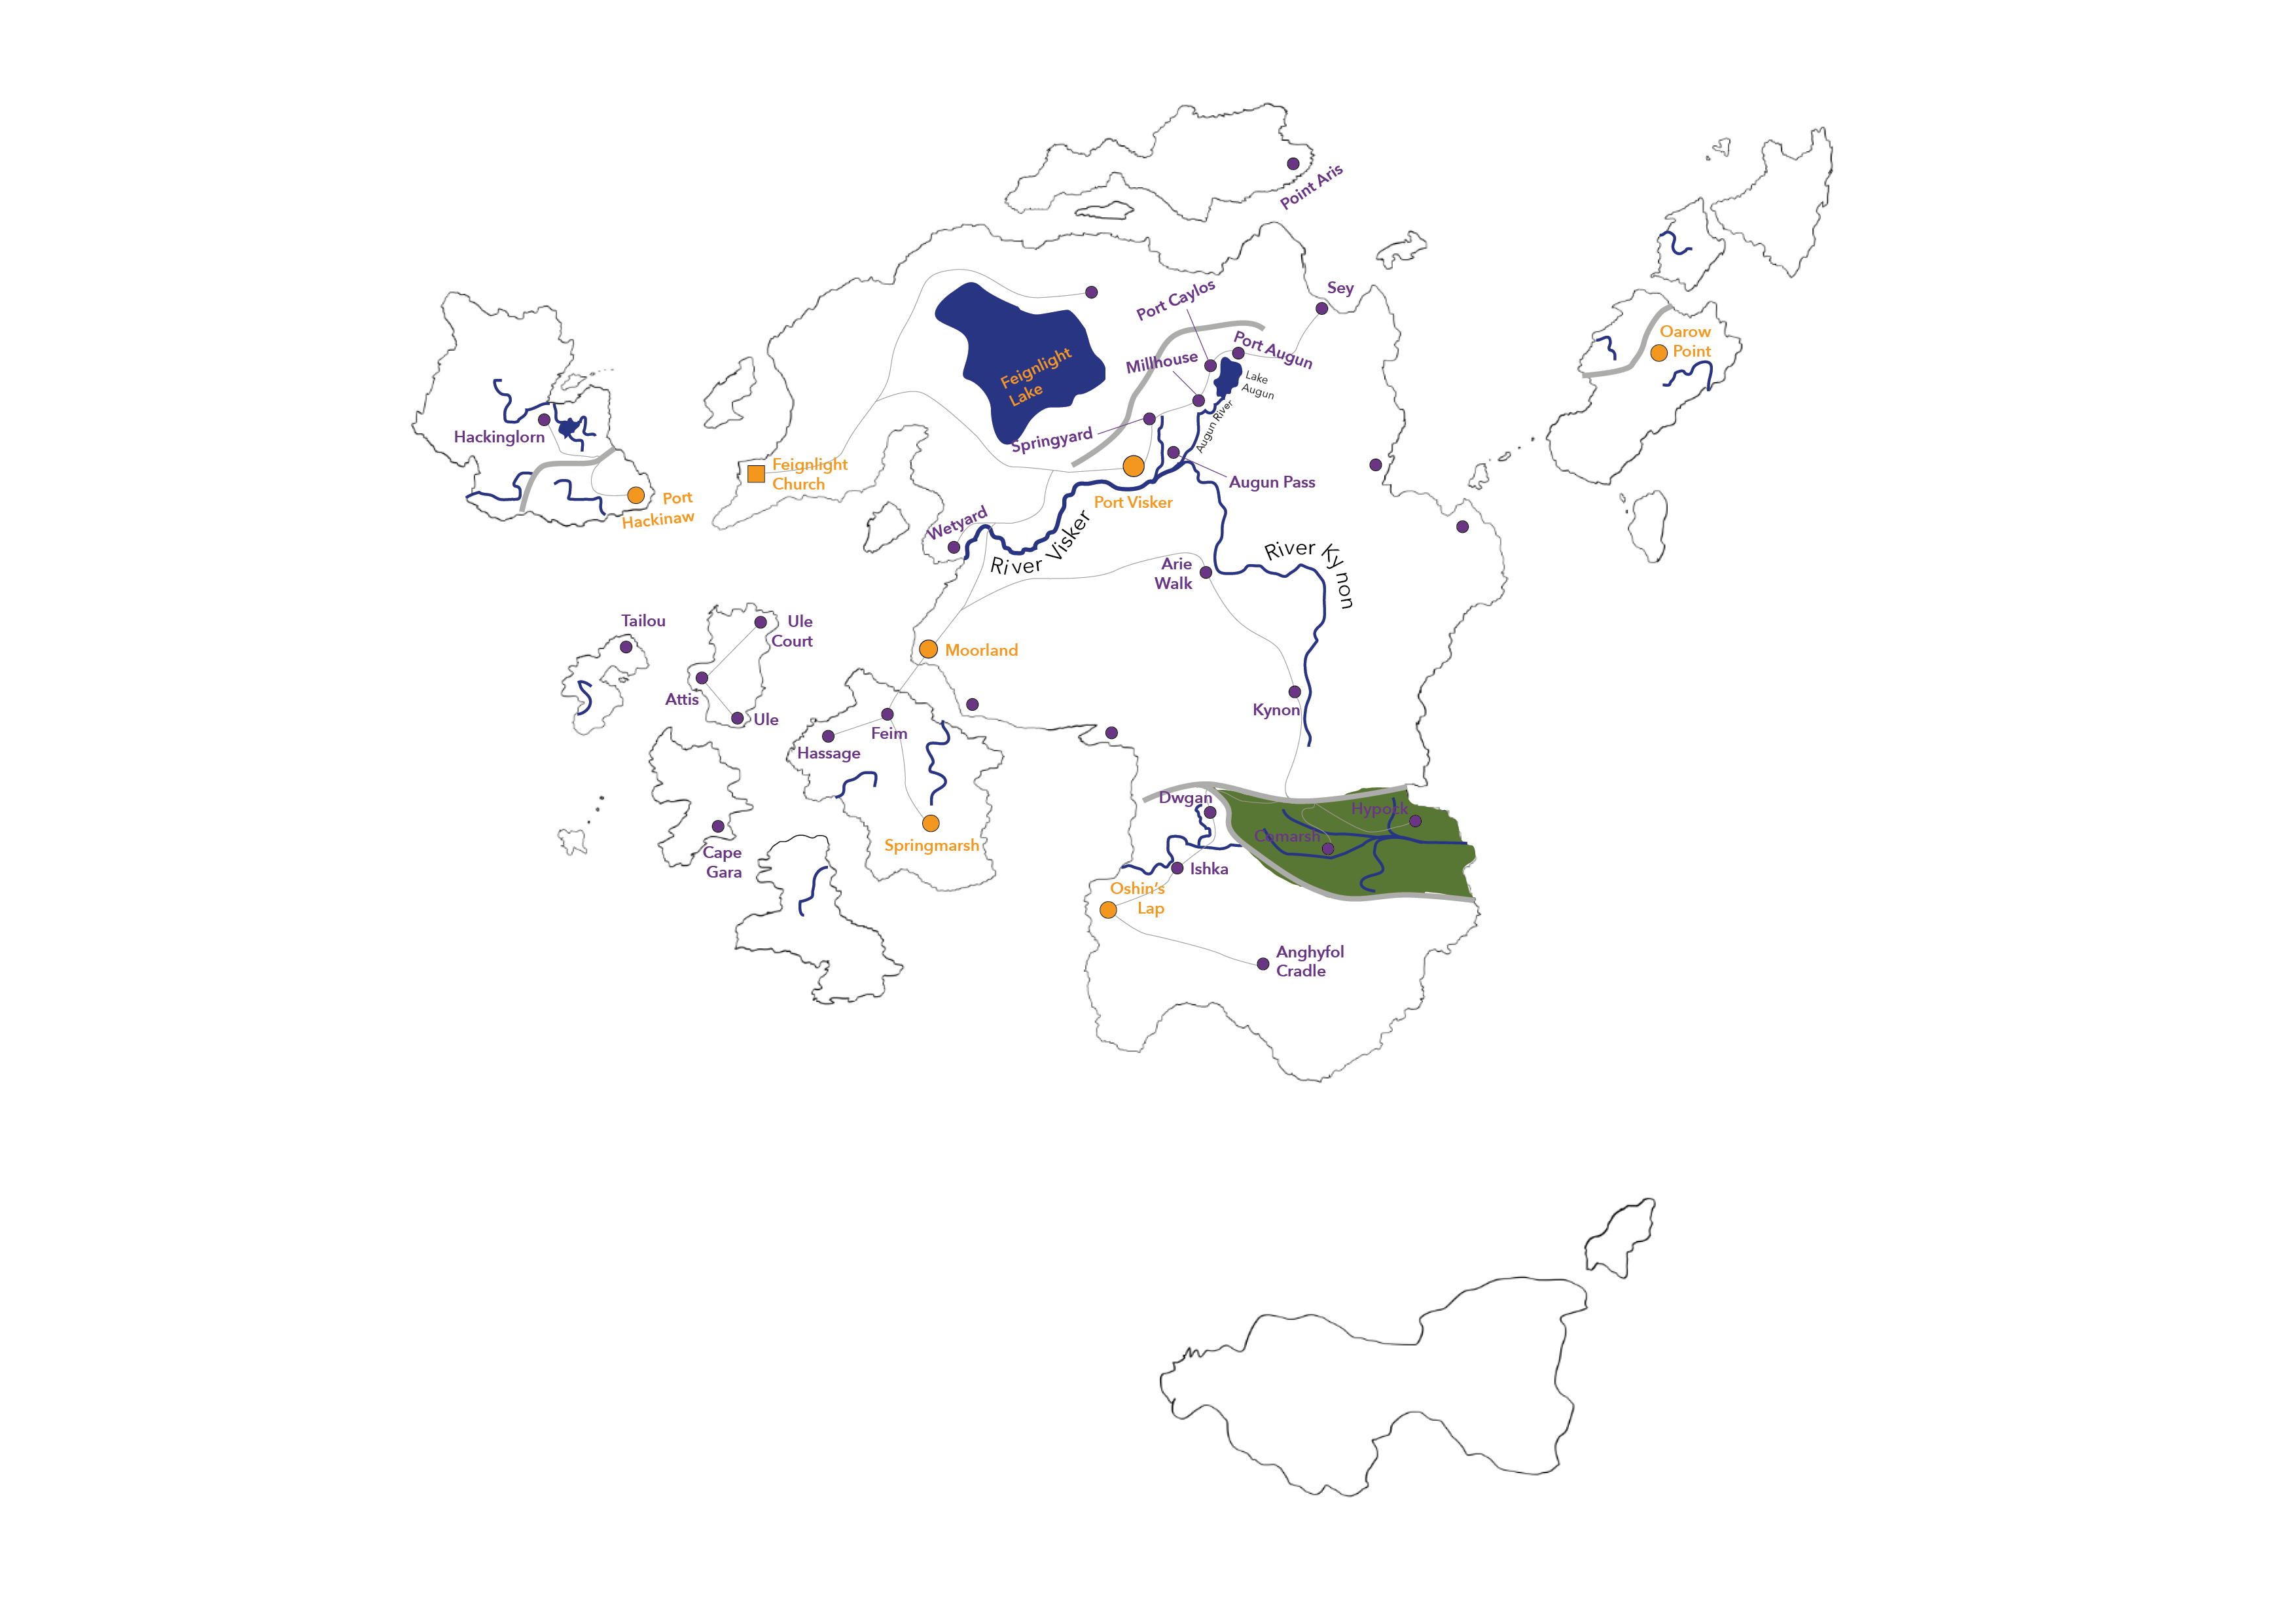 Point Aris
Sey
Port Caylos
Port Augun
Millhouse
Lake
Augun
Feignlight
Lake
Oarow
Point
Augun River
Springyard
Hackinglorn
Feignlight
Church
Augun Pass
Port
Hackinaw
Port Visker
Wetyard
River Visker
River Kynon
Arie
Walk
Tailou
Ule
Court
Moorland
Attis
Ule
Kynon
Feim
Hassage
Dwgan
Hypock
Comarsh
Springmarsh
Cape
Gara
Ishka
Oshin's
Lap
Anghyfol
Cradle